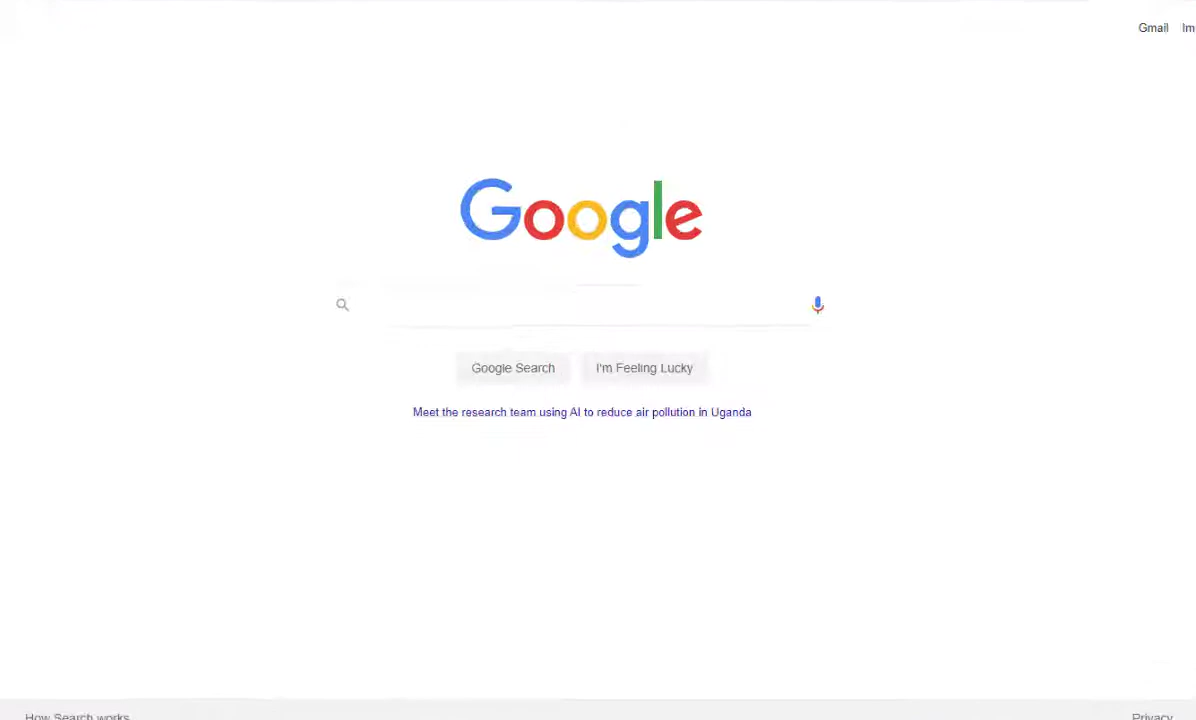 Gmail Im
Google
Google Search I'm Feeling Lucky
Meet the research team using AI to reduce air pollution in Uganda
How Search works Privacy